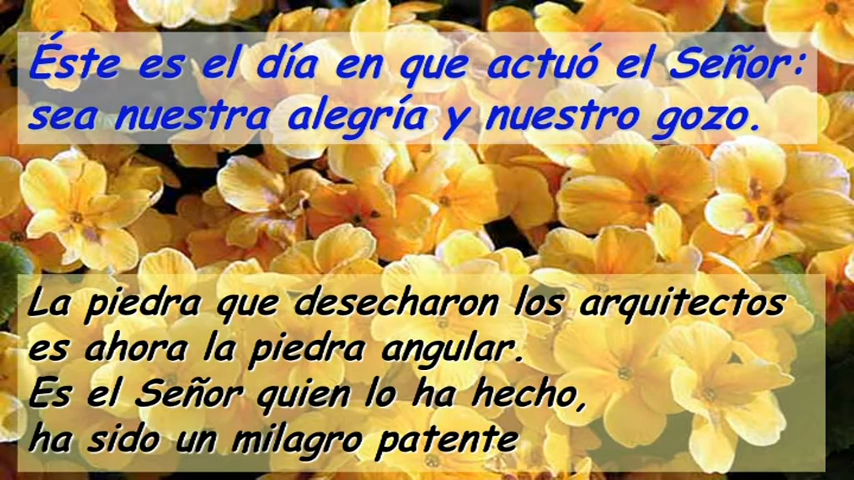 Éste es el día en que actuó el Señor:
sea nuestra alegría y nuestro gozo.
La piedra que desecharon los arquitectos
es ahora la piedra angular.
Es el Señor quien lo ha hecho,
ha sido un milagro patente